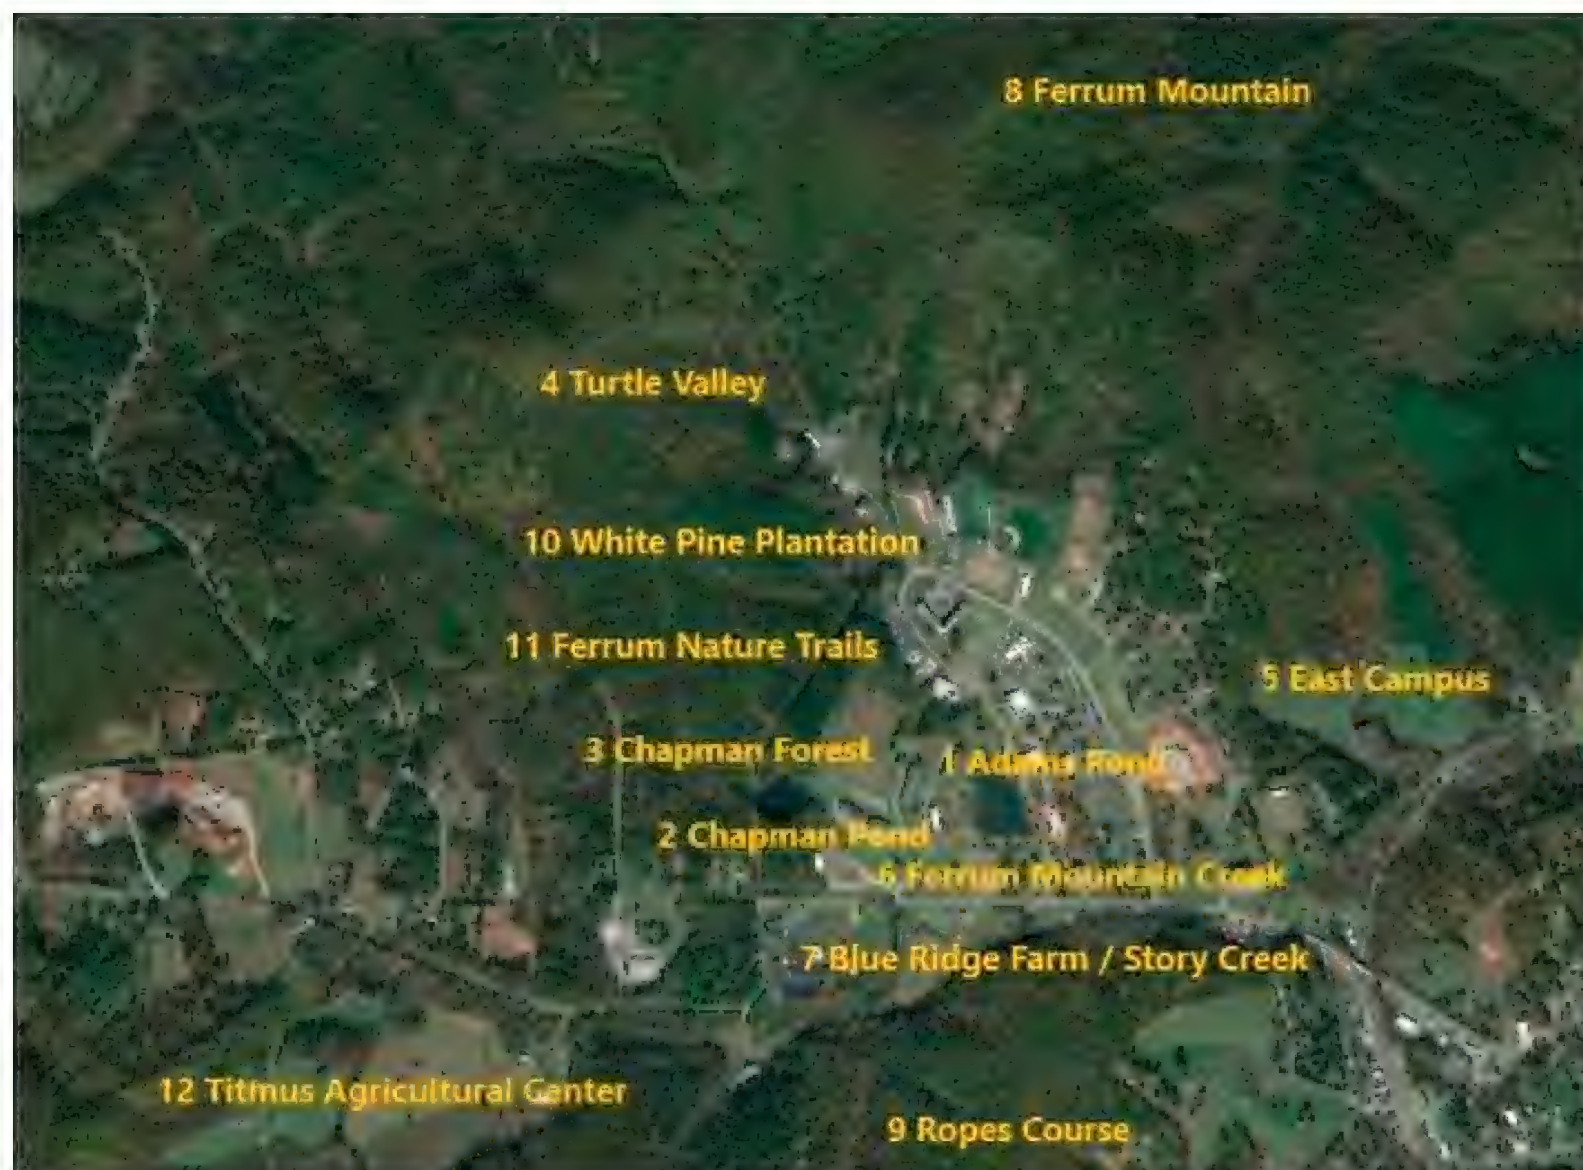 8 Ferrum Mountain
4 Turtle Valley
10 White Pine Plantation
11 Ferrum Nature Trails
5 East Campus
3 Chapman Forest
1 Adams Pond
2 Chapman Pond
6 Ferrum Mountain Creek
7 Blue Ridge Farm / Story Creek
12 Titmus Agricultural Center
9 Ropes Course